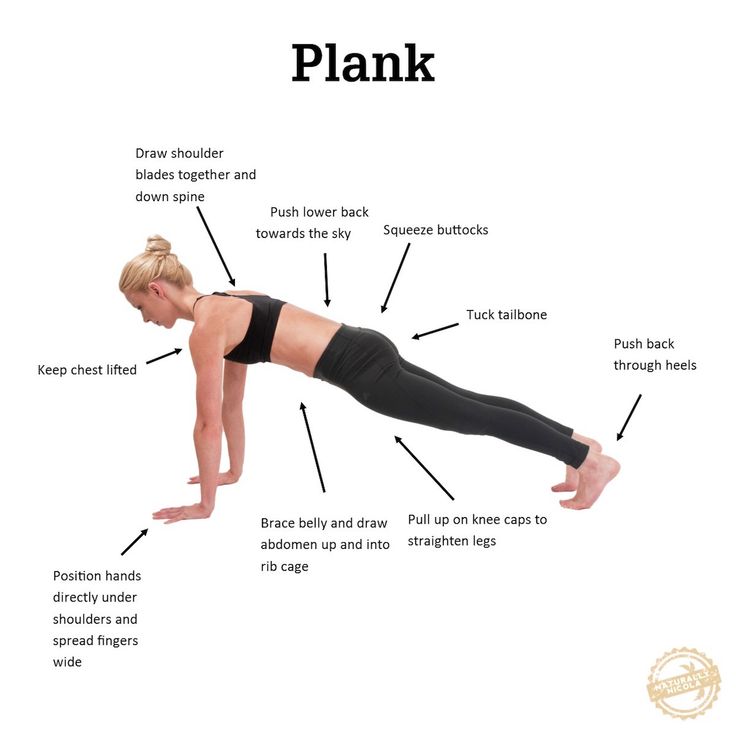 Plank
Draw shoulder
blades together and
down spine
Push lower back
towards the sky
Squeeze buttocks
Tuck tailbone
Push back
through heels
Keep chest lifted
Brace belly and draw
abdomen up and into
rib cage
Pull up on knee caps to
straighten legs
Position hands
directly under
shoulders and
spread fingers
wide
NATURALLY
NICOLA